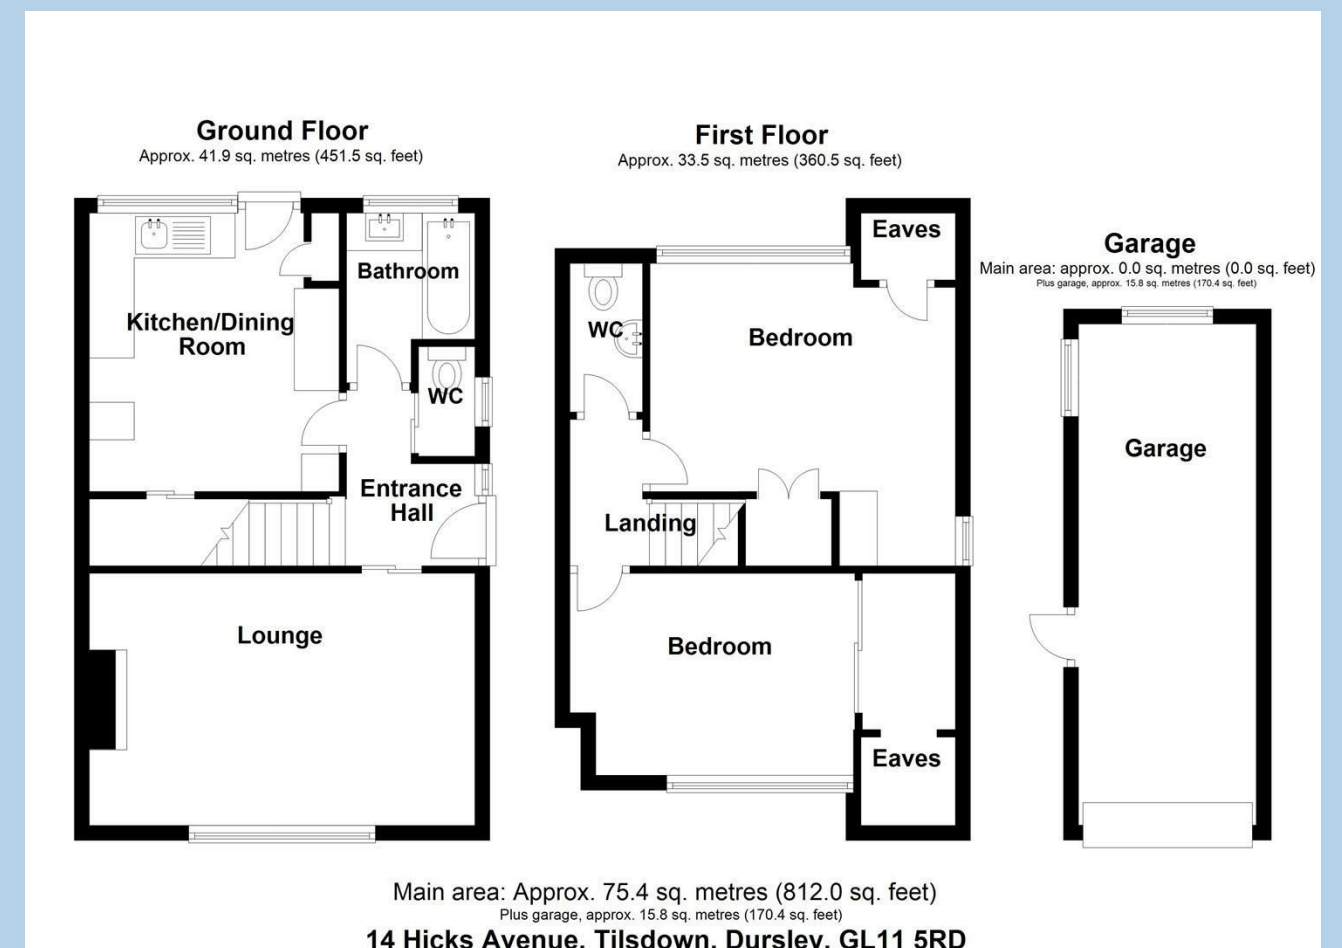 Ground Floor
Approx. 41.9 sq. metres (451.5 sq. feet)
Kitchen/Dining
Room
Bathroom
WC
Entrance
Hall
Lounge
First Floor
Approx. 33.5 sq. metres (360.5 sq. feet)
Eaves
WC
Bedroom
Landing
Bedroom
Eaves
Garage
Main area: approx. 0.0 sq. metres (0.0 sq. feet)
Plus garage, approx. 15.8 sq. metres (170.4 sq. feet)
Garage
Main area: Approx. 75.4 sq. metres (812.0 sq. feet)
Plus garage, approx. 15.8 sq. metres (170.4 sq. feet)
14 Hicks Avenue, Tilsdown, Dursley, GL11 5RD